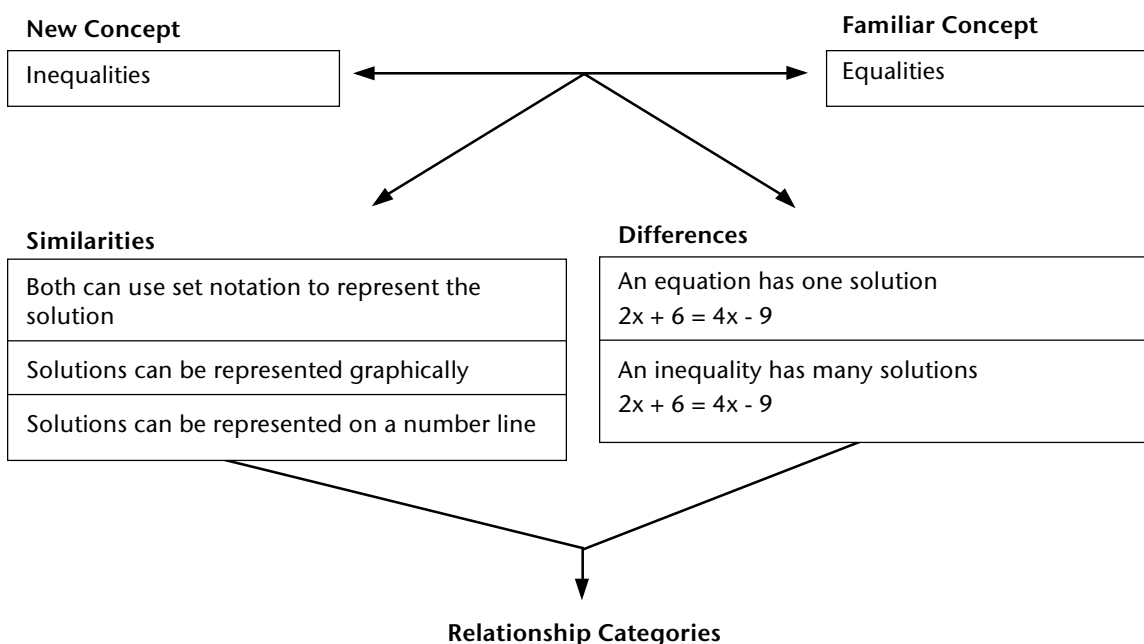 New Concept
Inequalities
Familiar Concept
Equalities
Similarities
Both can use set notation to represent the
solution
Solutions can be represented graphically
Solutions can be represented on a number line
Differences
An equation has one solution
2x + 6 = 4x - 9
An inequality has many solutions
2x + 6 = 4x - 9
Relationship Categories